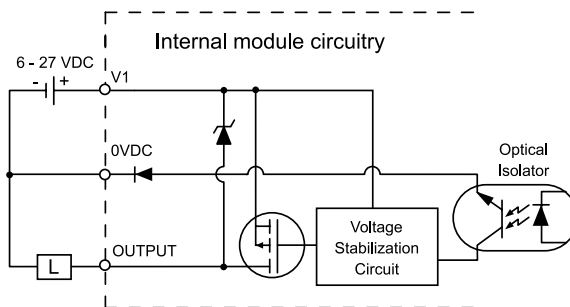 Internal module circuitry
6 - 27 VDC
- +
V1
0VDC
Optical
Isolator
Voltage
Stabilization
Circuit
OUTPUT
L